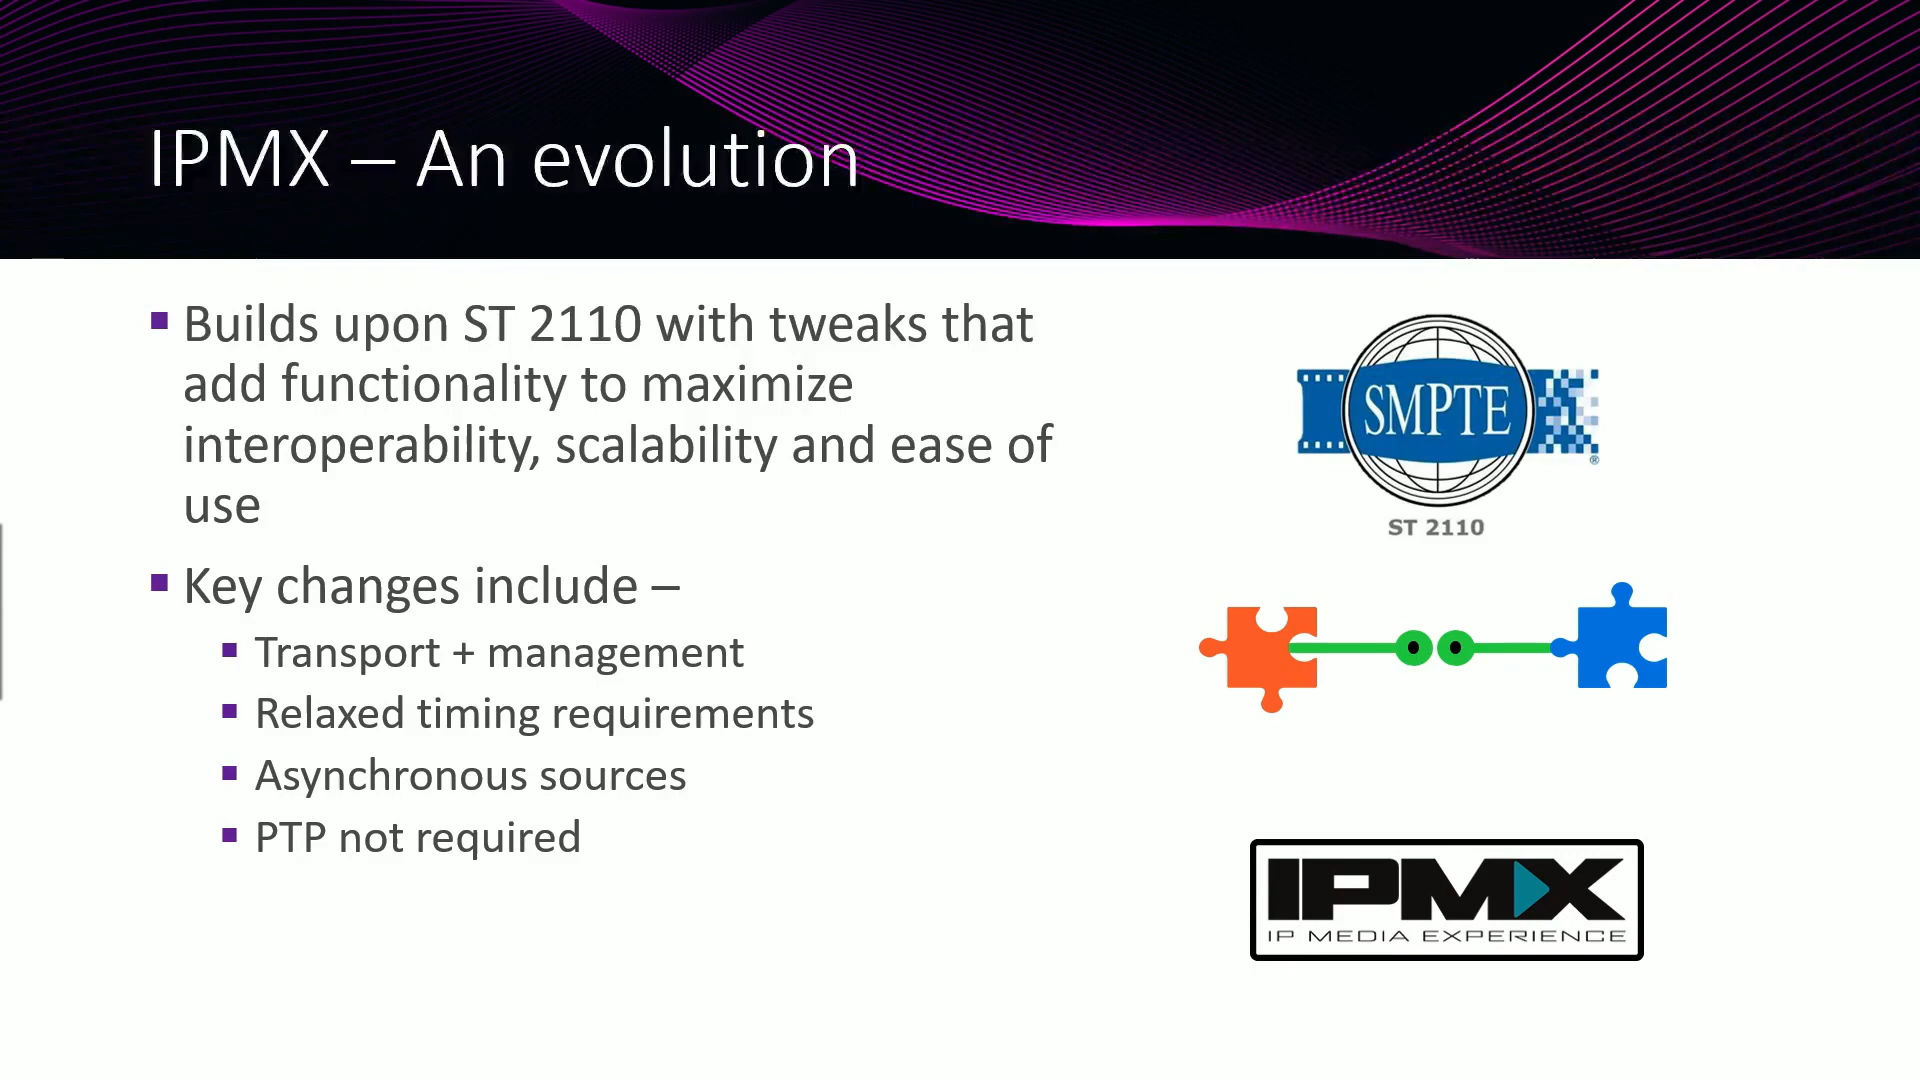 IPMX – An evolution
Builds upon ST 2110 with tweaks that
add functionality to maximize
interoperability, scalability and ease of
use
Key changes include –
Transport + management
Relaxed timing requirements
Asynchronous sources
PTP not required
SMPTE
®
ST 2110
IPMX
IP MEDIA EXPERIENCE